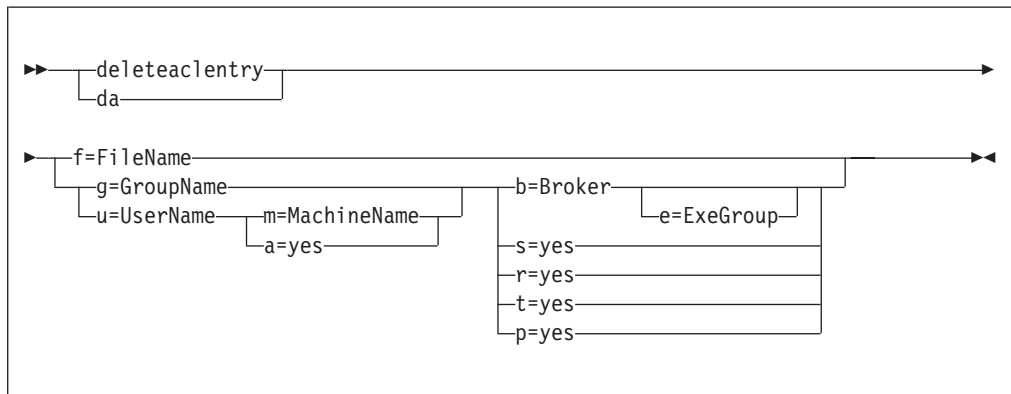 deleteaclentry
da
f=FileName
g=GroupName b=Broker
u=UserName m=MachineName e=ExeGroup
a=yes s=yes
r=yes
t=yes
p=yes